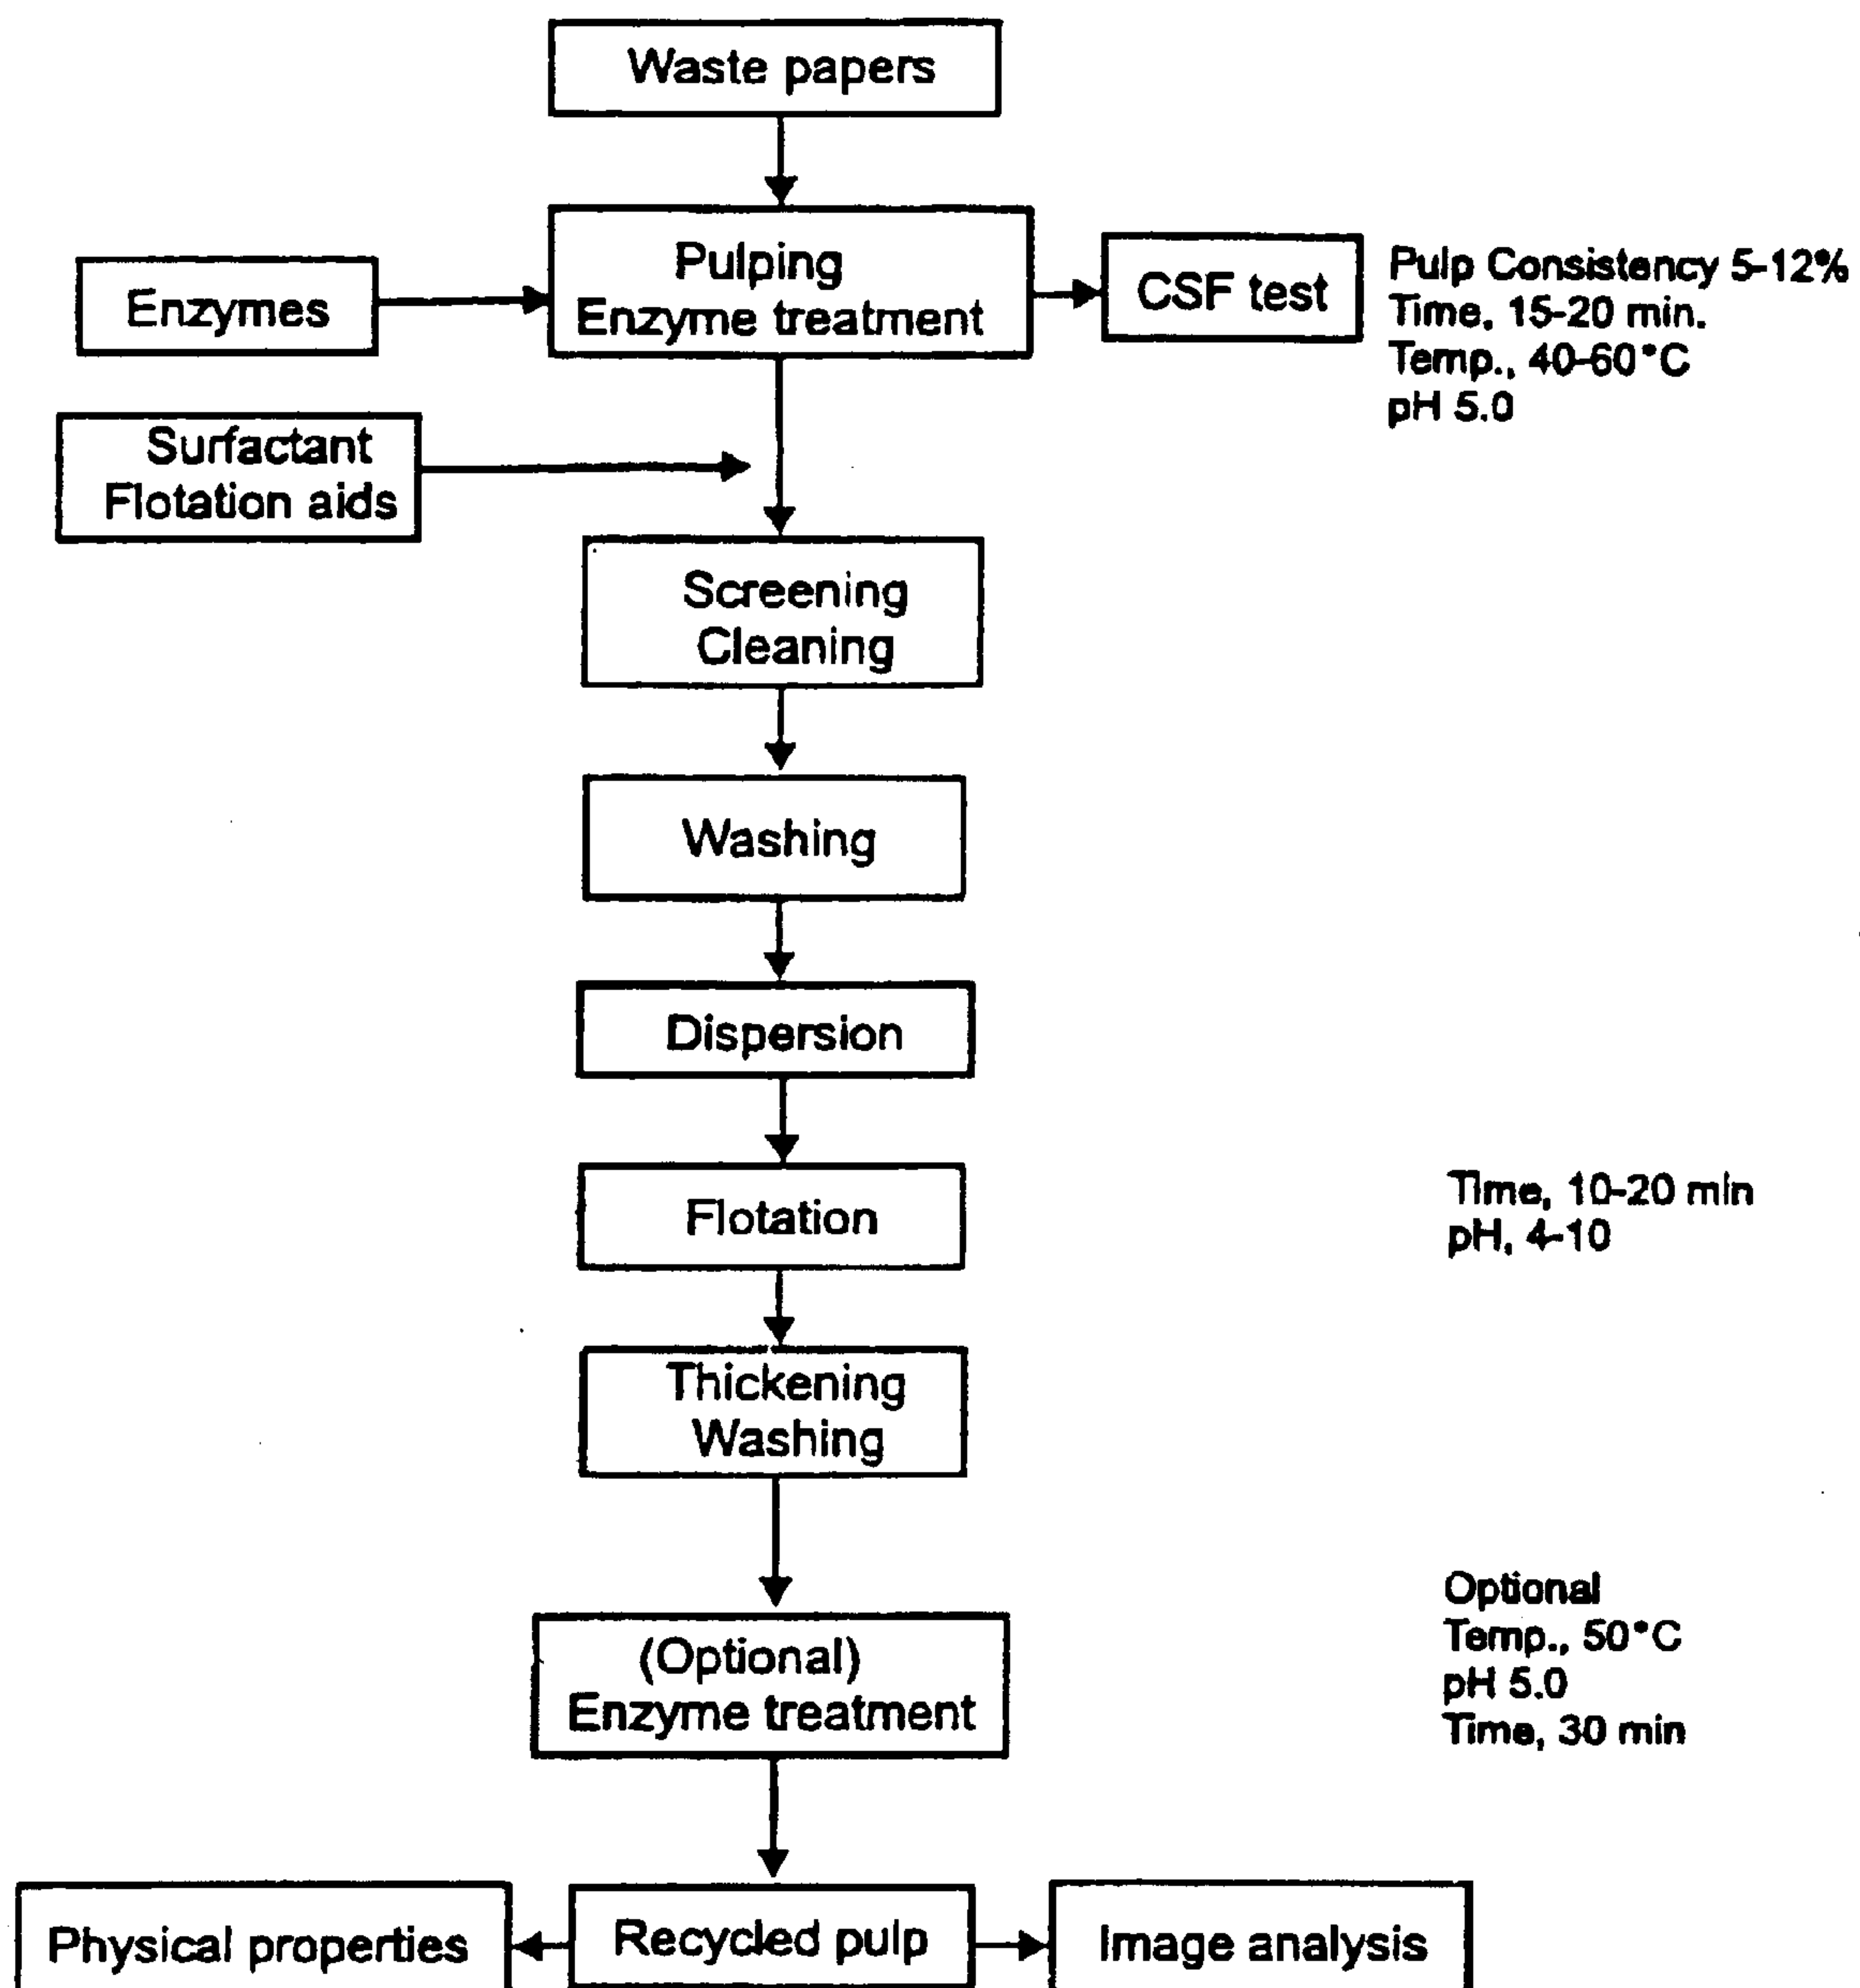 Waste papers
Pulping
Enzyme treatment
Enzymes
CSF test
Pulp Consistency 5-12%
Time, 15-20 min.
Temp., 40-60°C
pH 5.0
Surfactant
Flotation aids
Screening
Cleaning
Washing
Dispersion
Flotation
Time, 10-20 min
pH, 4-10
Thickening
Washing
(Optional)
Enzyme treatment
Optional
Temp., 50°C
pH 5.0
Time, 30 min
Physical properties
Recycled pulp
Image analysis